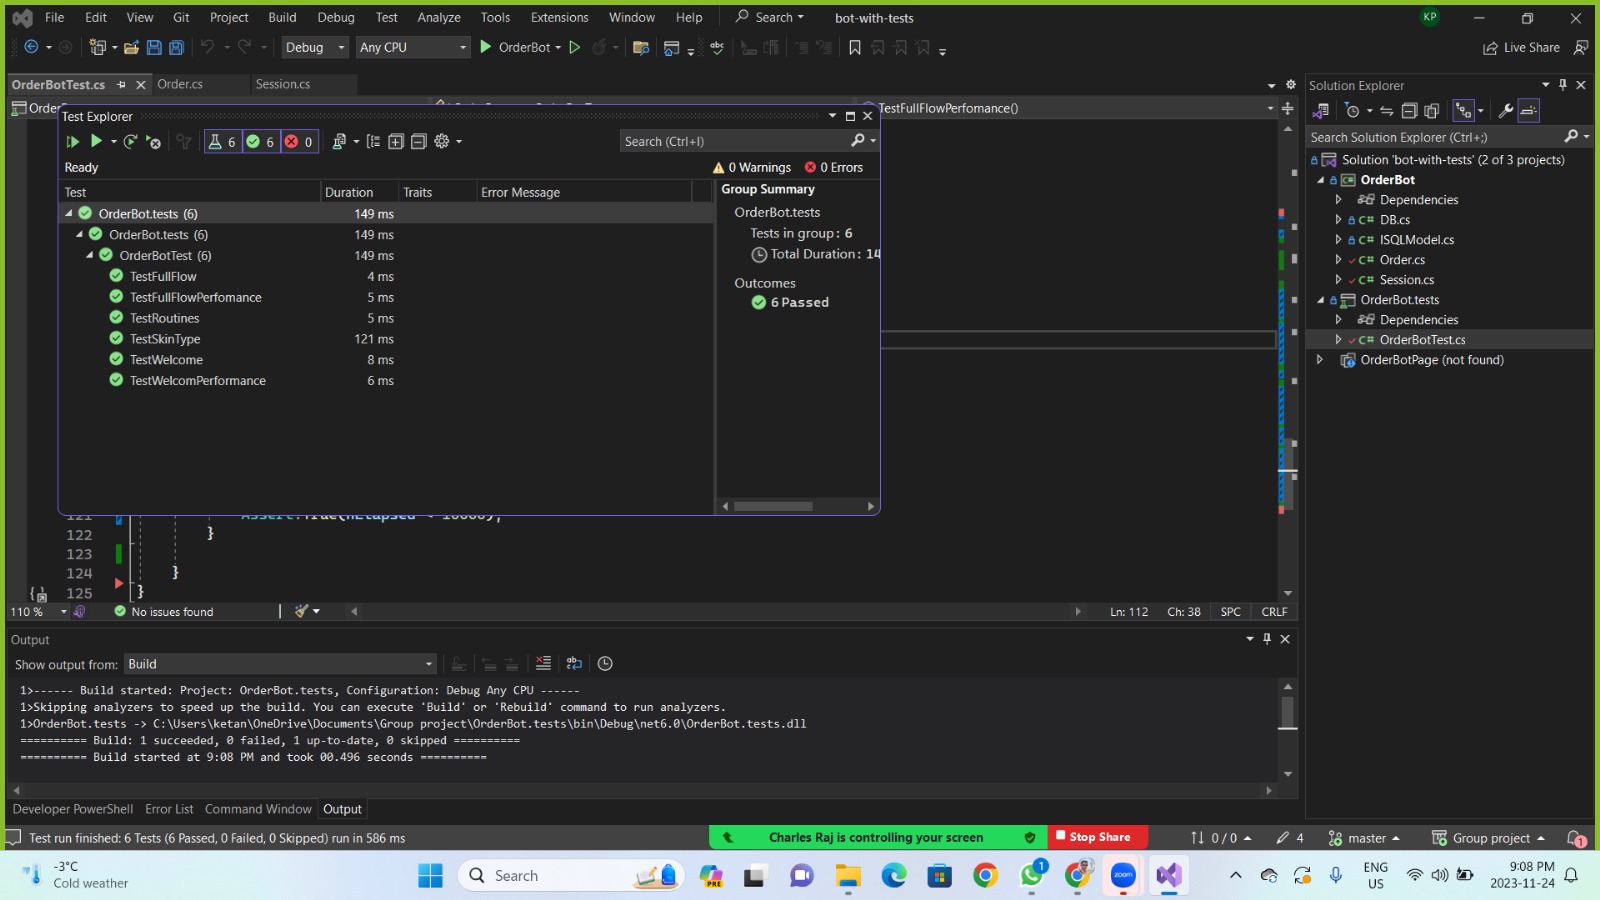 File Edit View Git Project Build Debug Test Analyze Tools Extensions Window Help Search bot-with-tests KP
Debug Any CPU OrderBot Live Share
OrderBotTest.cs Order.cs Session.cs
TestFullFlowPerfomance()
Test Explorer
6 6 0 Search (Ctrl+I)
Ready 0 Warnings 0 Errors
Test Duration Traits Error Message
OrderBot.tests (6) 149 ms
OrderBot.tests (6) 149 ms
OrderBotTest (6) 149 ms
TestFullFlow 4 ms
TestFullFlowPerfomance 5 ms
TestRoutines 5 ms
TestSkinType 121 ms
TestWelcome 8 ms
TestWelcomPerformance 6 ms
Group Summary
OrderBot.tests
Tests in group: 6
Total Duration: 14
Outcomes
6 Passed
122 }
123
124 }
125 }
110 % No issues found Ln: 112 Ch: 38 SPC CRLF
Solution Explorer
Search Solution Explorer (Ctrl+;)
Solution 'bot-with-tests' (2 of 3 projects)
OrderBot
Dependencies
C# DB.cs
C# ISQLModel.cs
C# Order.cs
C# Session.cs
OrderBot.tests
Dependencies
C# OrderBotTest.cs
OrderBotPage (not found)
Output
Show output from: Build
1>------ Build started: Project: OrderBot.tests, Configuration: Debug Any CPU ------
1>Skipping analyzers to speed up the build. You can execute 'Build' or 'Rebuild' command to run analyzers.
1>OrderBot.tests -> C:\Users\ketan\OneDrive\Documents\Group project\OrderBot.tests\bin\Debug\net6.0\OrderBot.tests.dll
========== Build: 1 succeeded, 0 failed, 1 up-to-date, 0 skipped ==========
========== Build started at 9:08 PM and took 00.496 seconds ==========
Developer PowerShell Error List Command Window Output
Test run finished: 6 Tests (6 Passed, 0 Failed, 0 Skipped) run in 586 ms Charles Raj is controlling your screen Stop Share 0 / 0 4 master Group project 1
-3°C
Cold weather
Search PRE 1 zoom
ENG
US
9:08 PM
2023-11-24